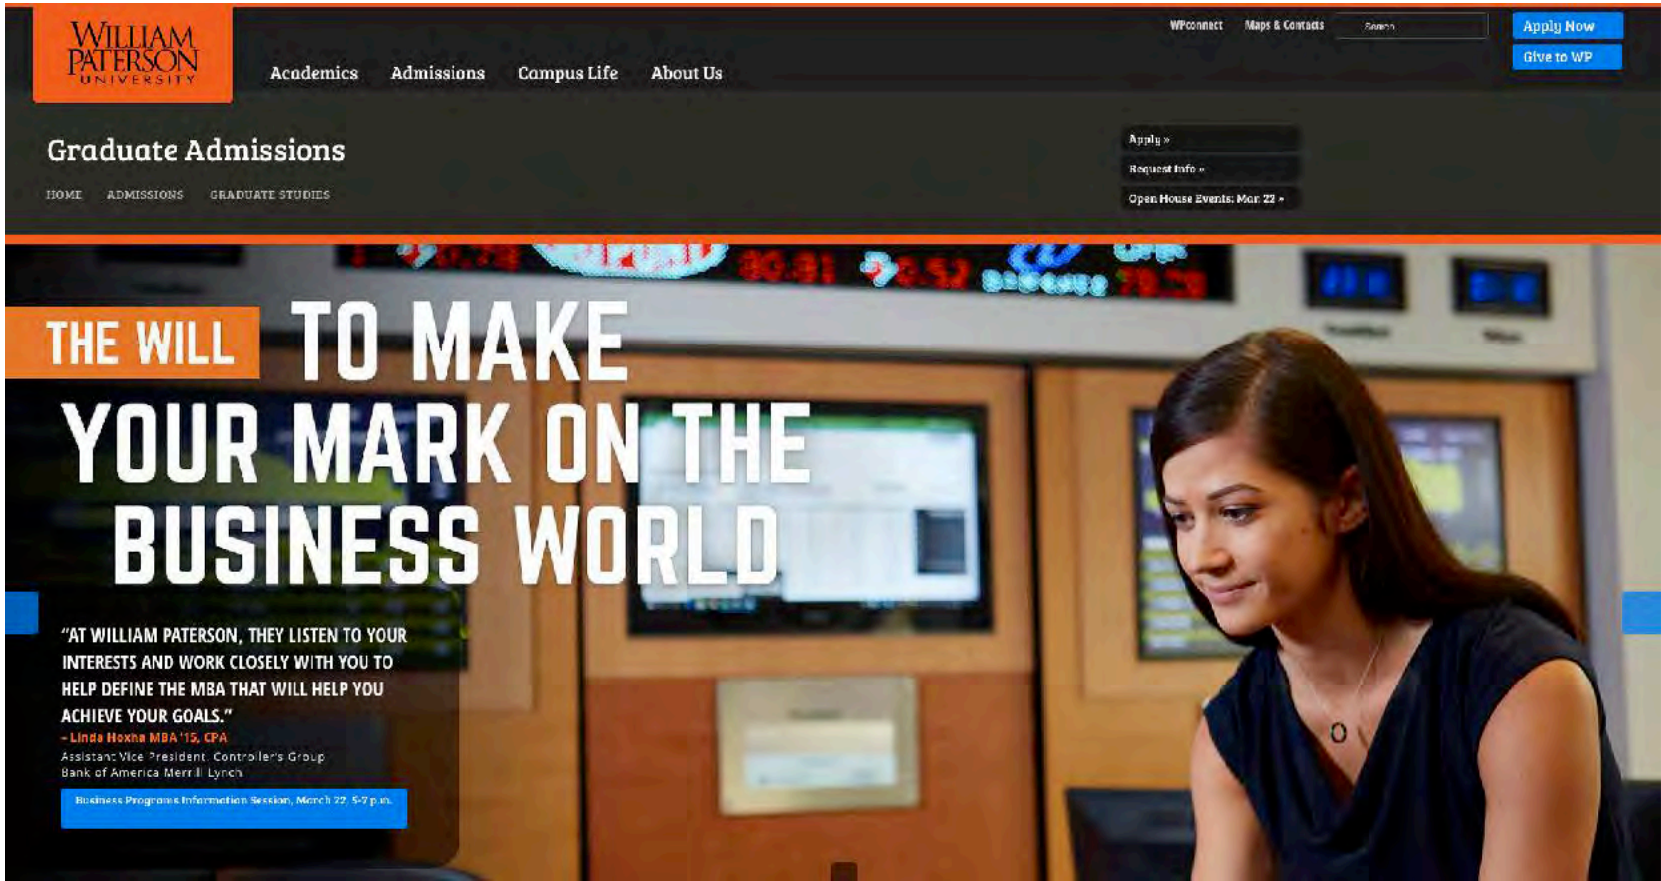 WILLIAM
PATERSON
UNIVERSITY
Academics Admissions Campus Life About Us
WPconnect Maps & Contacts Search
Apply Now
Give to WP
Graduate Admissions
HOME ADMISSIONS GRADUATE STUDIES
Apply »
Request Info »
Open House Events: Mar. 22 »
THE WILL TO MAKE
YOUR MARK ON THE
BUSINESS WORLD
"AT WILLIAM PATERSON, THEY LISTEN TO YOUR
INTERESTS AND WORK CLOSELY WITH YOU TO
HELP DEFINE THE MBA THAT WILL HELP YOU
ACHIEVE YOUR GOALS."
– Linda Hoxha MBA '15, CPA
Assistant Vice President, Controller's Group
Bank of America Merrill Lynch
Business Programs Information Session, March 22, 5-7 p.m.